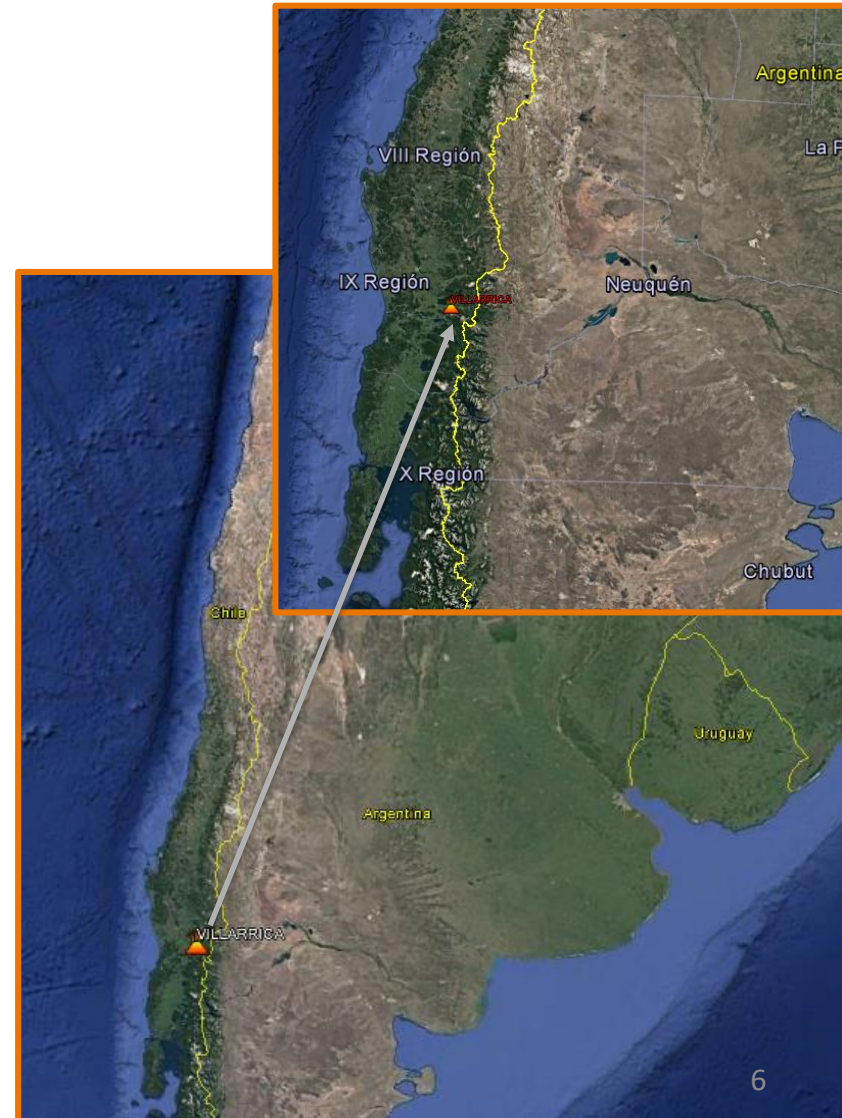 Argentina
La P
VIII Región
IX Región
VILLARRICA
Neuquén
X Región
Chubut
Chile
Uruguay
Argentina
VILLARRICA
6